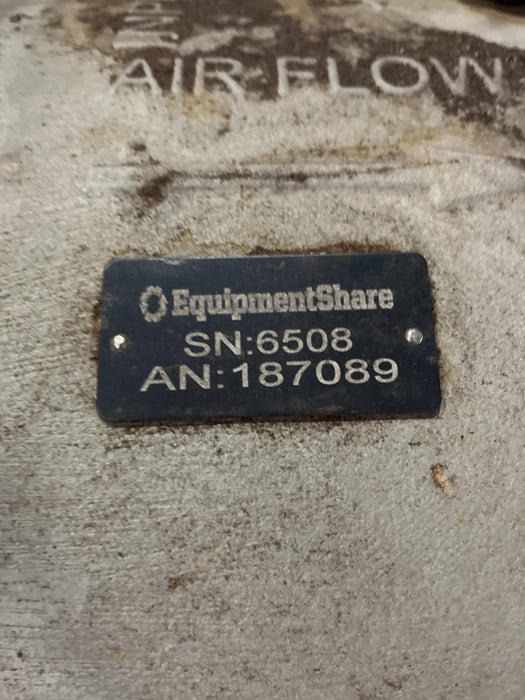 AIR FLOW
EquipmentShare
SN:6508
AN:187089